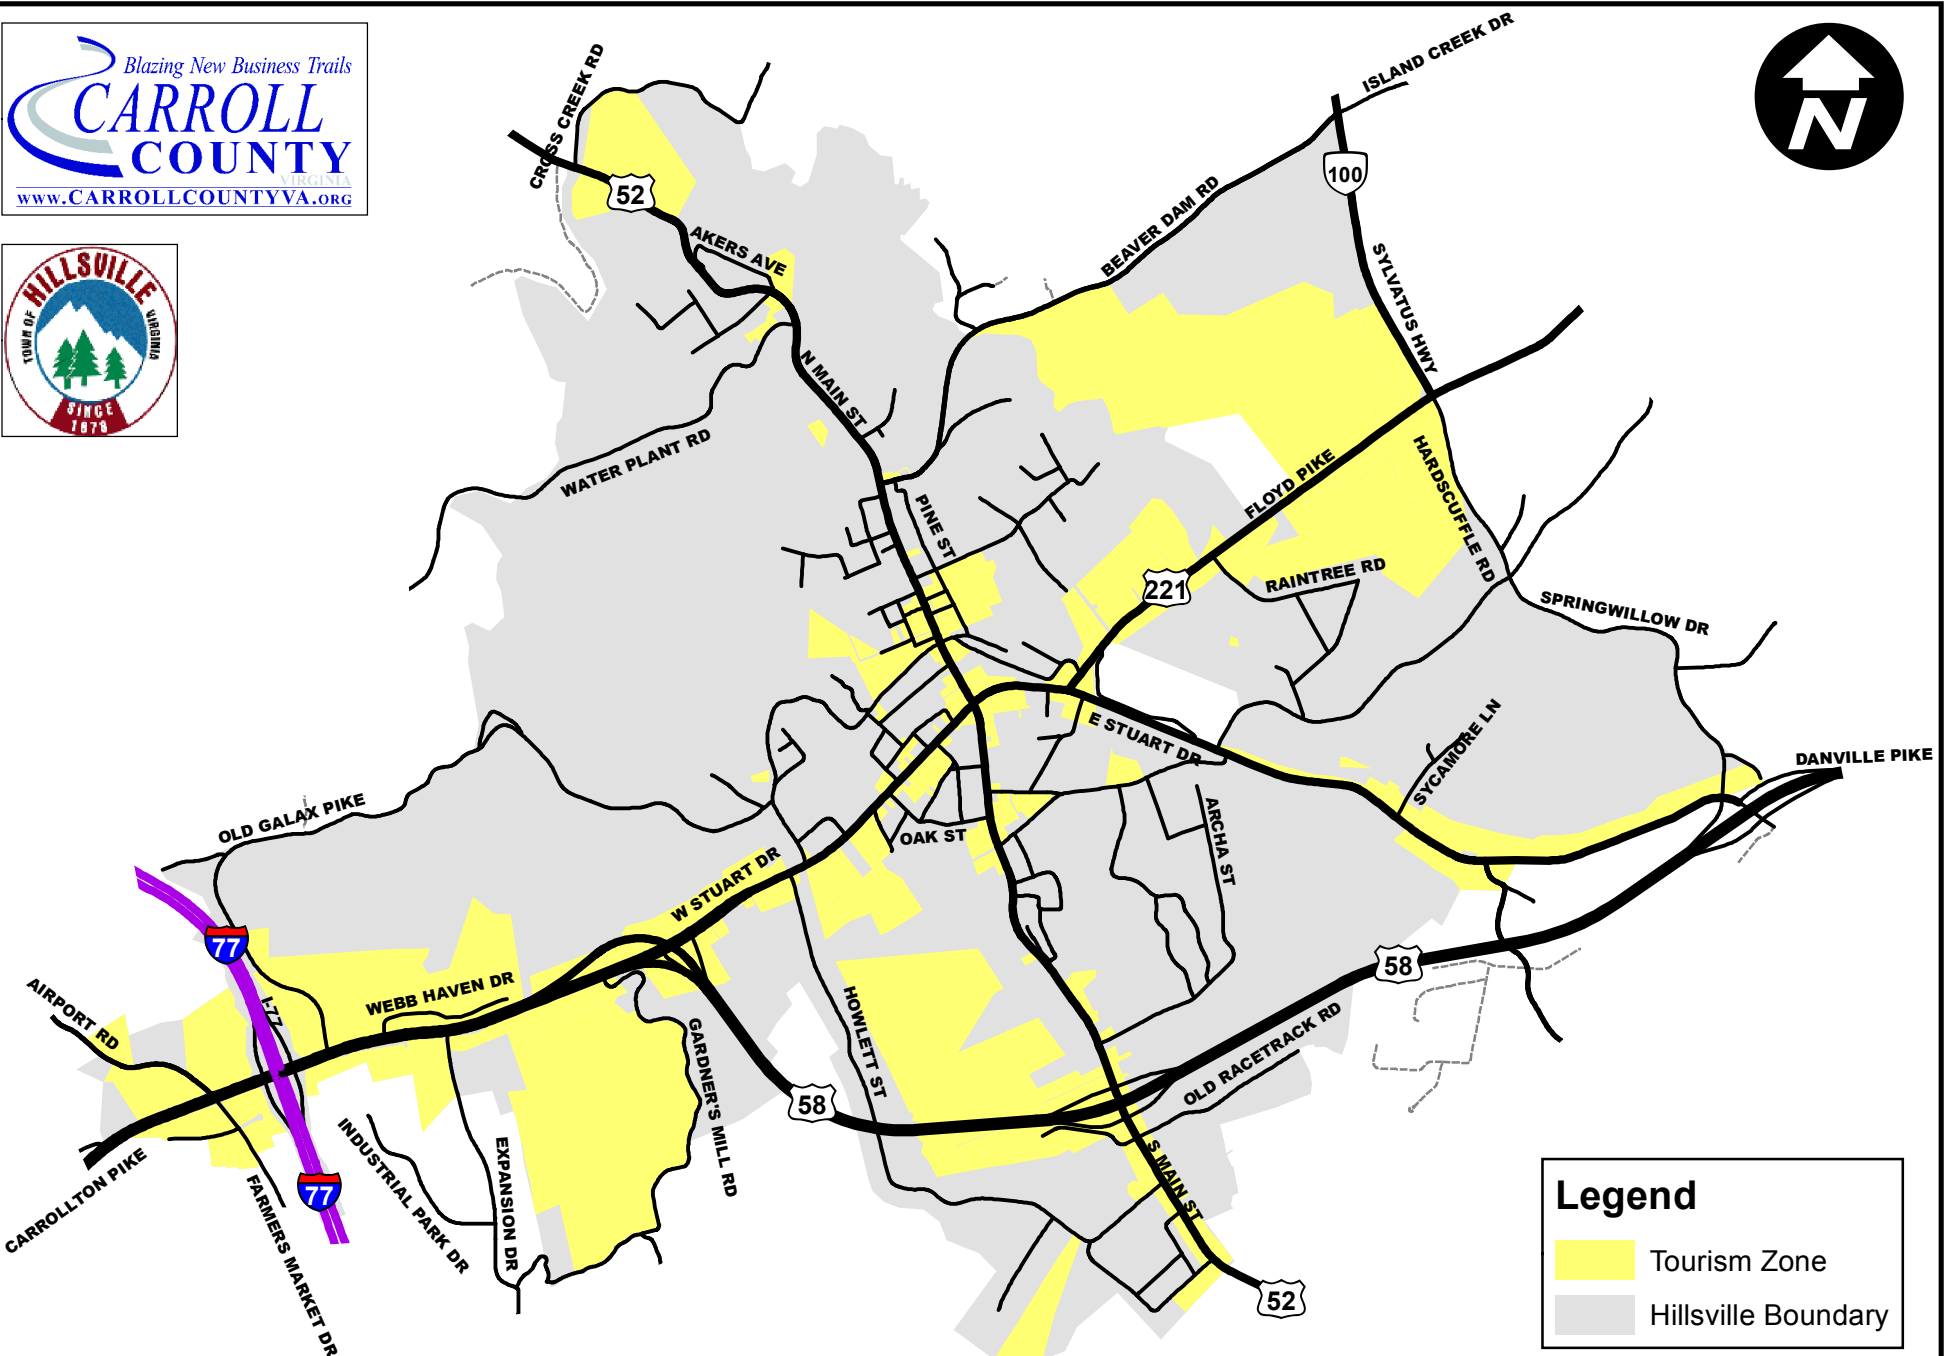 Blazing New Business Trails
CARROLL
COUNTY
VIRGINIA
www.CARROLLCOUNTYVA.ORG
TOWN OF HILLSVILLE VIRGINIA
SINCE
1878
N
CROSS CREEK RD
52
AKERS AVE
N MAIN ST
WATER PLANT RD
PINE ST
ISLAND CREEK DR
100
BEAVER DAM RD
SYLVATUS HWY
FLOYD PIKE
HARDSCUFFLE RD
221
RAINTREE RD
SPRINGWILLOW DR
E STUART DR
SYCAMORE LN
DANVILLE PIKE
OLD GALAX PIKE
OAK ST
ARCHA ST
W STUART DR
77
I-77
WEBB HAVEN DR
AIRPORT RD
58
HOWLETT ST
GARDNER'S MILL RD
58
OLD RACETRACK RD
S MAIN ST
INDUSTRIAL PARK DR
EXPANSION DR
77
CARROLLTON PIKE
FARMERS MARKET DR
52
Legend
Tourism Zone
Hillsville Boundary